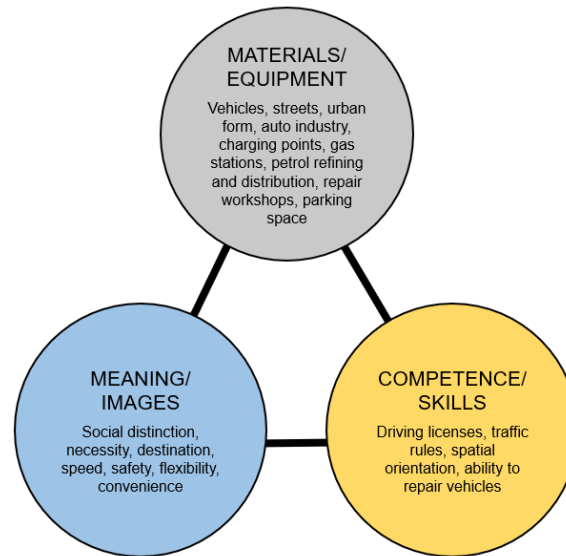 MATERIALS/
EQUIPMENT
Vehicles, streets, urban
form, auto industry,
charging points, gas
stations, petrol refining
and distribution, repair
workshops, parking
space
MEANING/
IMAGES
Social distinction,
necessity, destination,
speed, safety, flexibility,
convenience
COMPETENCE/
SKILLS
Driving licenses, traffic
rules, spatial
orientation, ability to
repair vehicles